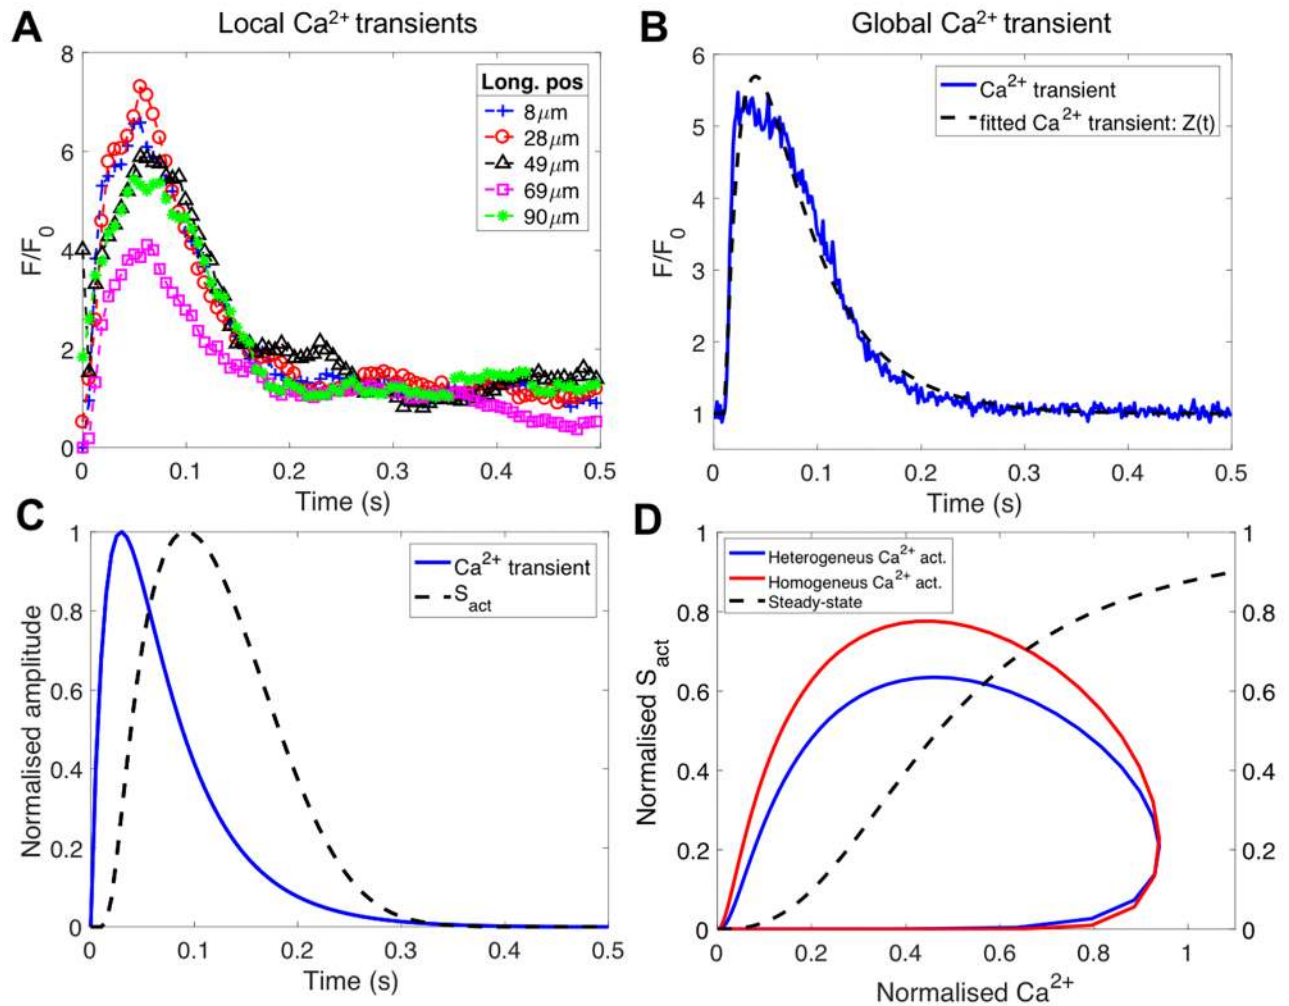 A
Local Ca2+ transients
8
6
4
2
0
F/F0
0 0.1 0.2 0.3 0.4 0.5
Time (s)
Long. pos
8μm
28μm
49μm
69μm
90μm
B
Global Ca2+ transient
6
5
4
3
2
1
F/F0
0 0.1 0.2 0.3 0.4 0.5
Time (s)
Ca2+ transient
fitted Ca2+ transient: Z(t)
C
1
0.8
0.6
0.4
0.2
0
Normalised amplitude
0 0.1 0.2 0.3 0.4 0.5
Time (s)
Ca2+ transient
Sact
D
1
0.8
0.6
0.4
0.2
0
Normalised Sact
0 0.2 0.4 0.6 0.8 1
Normalised Ca2+
1
0.8
0.6
0.4
0.2
0
Heterogeneus Ca2+ act.
Homogeneus Ca2+ act.
Steady-state